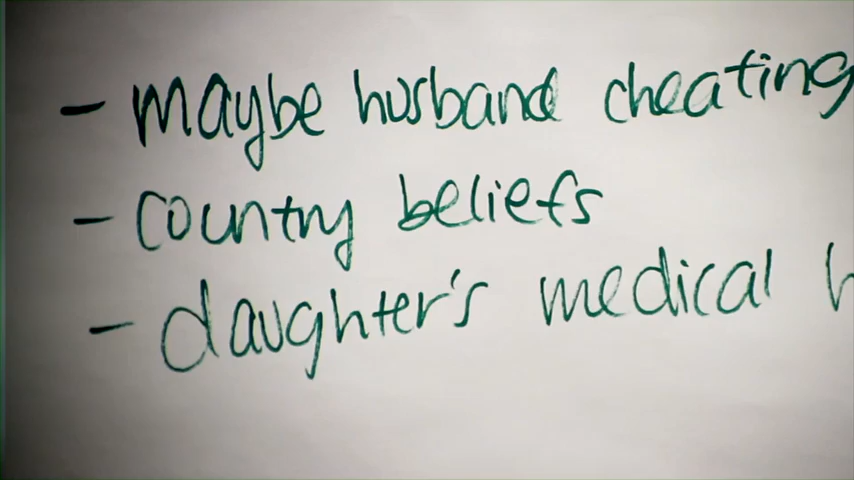 - maybe husband cheating
- country beliefs
- daughter's medical